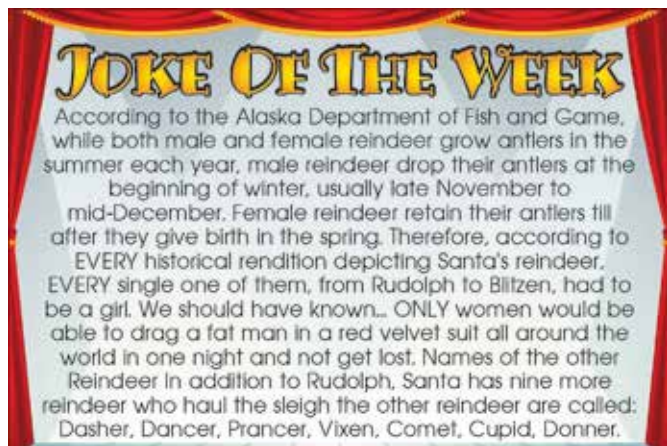 JOKE OF THE WEEK
According to the Alaska Department of Fish and Game,
while both male and female reindeer grow antlers in the
summer each year, male reindeer drop their antlers at the
beginning of winter, usually late November to
mid-December. Female reindeer retain their antlers till
after they give birth in the spring. Therefore, according to
EVERY historical rendition depicting Santa's reindeer,
EVERY single one of them, from Rudolph to Blitzen, had to
be a girl. We should have known... ONLY women would be
able to drag a fat man in a red velvet suit all around the
world in one night and not get lost. Names of the other
Reindeer In addition to Rudolph, Santa has nine more
reindeer who haul the sleigh the other reindeer are called:
Dasher, Dancer, Prancer, Vixen, Comet, Cupid, Donner.